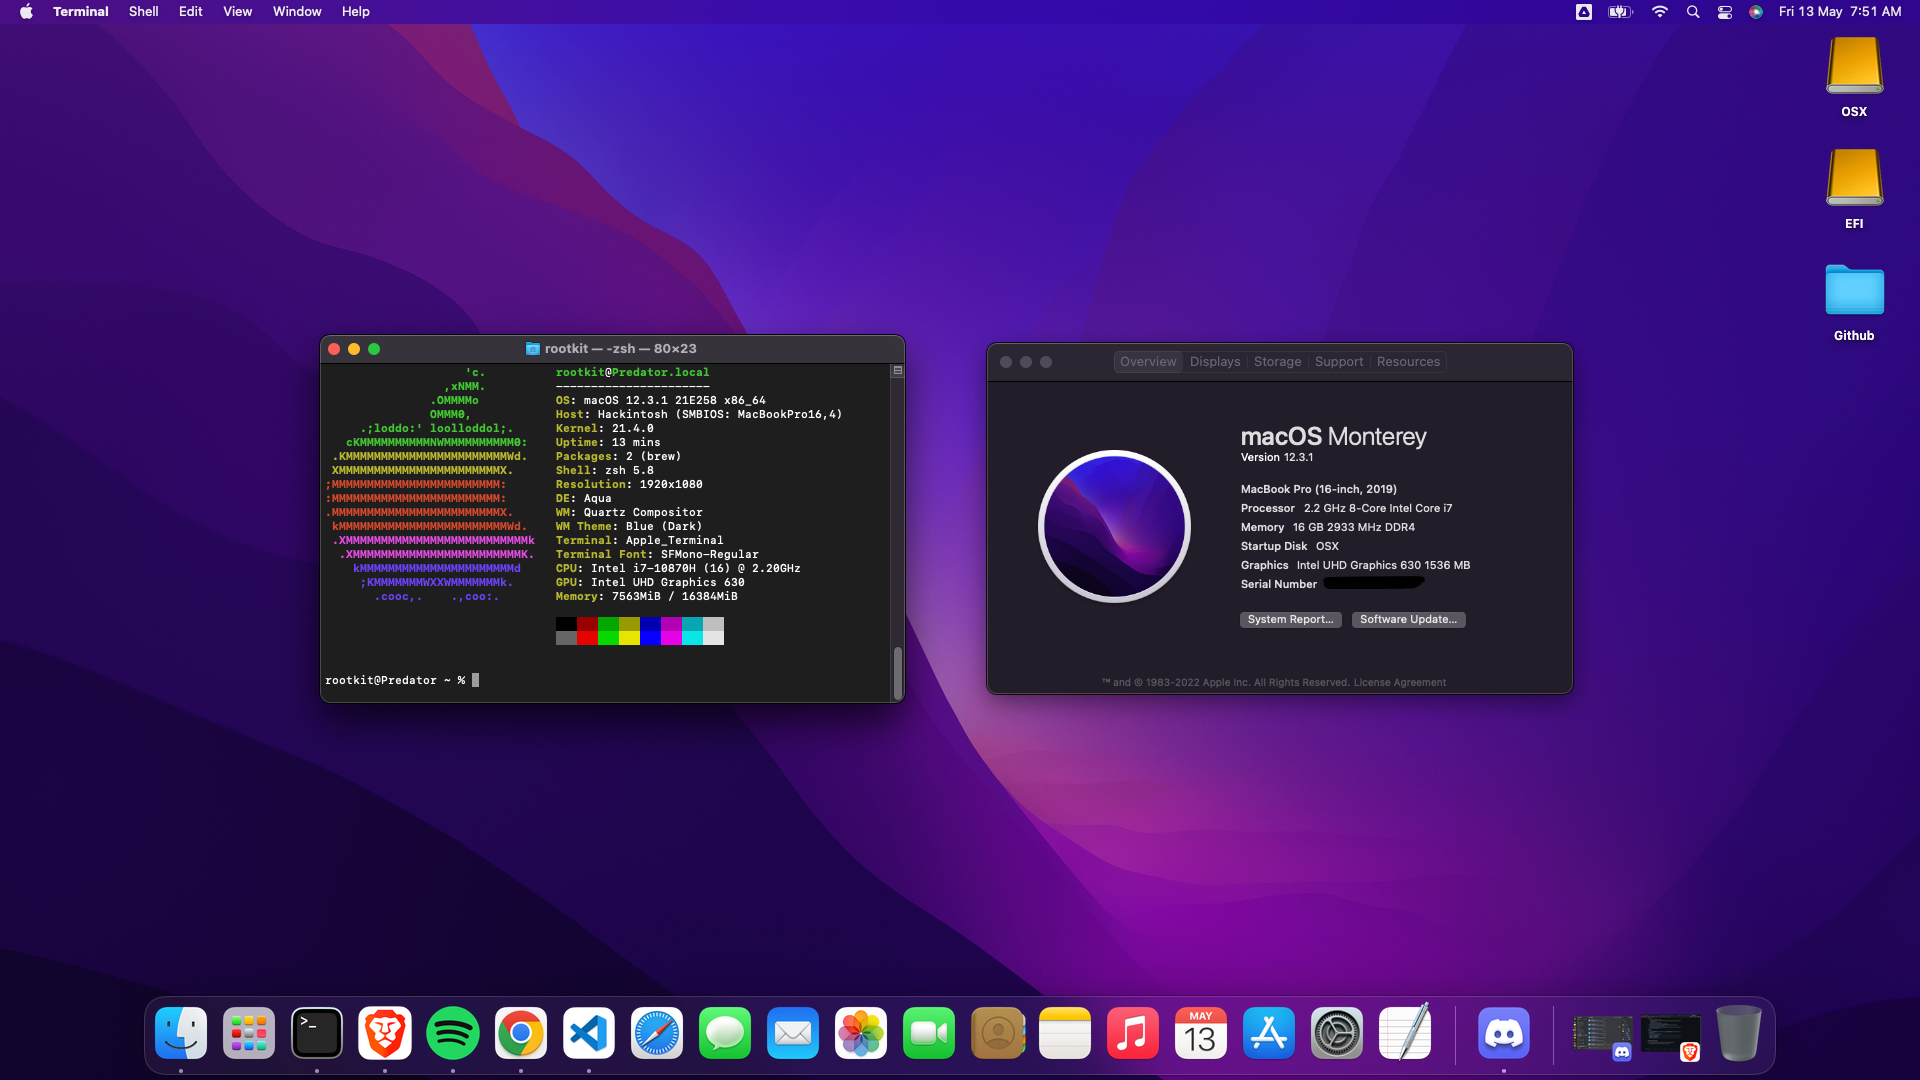 Terminal Shell Edit View Window Help
Fri 13 May 7:51 AM
OSX
EFI
Github
rootkit — -zsh — 80×23
'c.
,xNMM.
.OMMMMo
OMMM0,
.;loddo:' loolloddol;.
cKMMMMMMMMMMNWMMMMMMMMMM0:
.KMMMMMMMMMMMMMMMMMMMMMMMWd.
XMMMMMMMMMMMMMMMMMMMMMMMX.
;MMMMMMMMMMMMMMMMMMMMMMMM:
:MMMMMMMMMMMMMMMMMMMMMMMM:
.MMMMMMMMMMMMMMMMMMMMMMMMX.
kMMMMMMMMMMMMMMMMMMMMMMMMWd.
.XMMMMMMMMMMMMMMMMMMMMMMMMMMk
.XMMMMMMMMMMMMMMMMMMMMMMMMK.
kMMMMMMMMMMMMMMMMMMMMMMd
;KMMMMMMMWXXWMMMMMMMk.
.cooc,. .,coo:.
rootkit@Predator.local
----------------------
OS: macOS 12.3.1 21E258 x86_64
Host: Hackintosh (SMBIOS: MacBookPro16,4)
Kernel: 21.4.0
Uptime: 13 mins
Packages: 2 (brew)
Shell: zsh 5.8
Resolution: 1920x1080
DE: Aqua
WM: Quartz Compositor
WM Theme: Blue (Dark)
Terminal: Apple_Terminal
Terminal Font: SFMono-Regular
CPU: Intel i7-10870H (16) @ 2.20GHz
GPU: Intel UHD Graphics 630
Memory: 7563MiB / 16384MiB
rootkit@Predator ~ %
Overview Displays Storage Support Resources
macOS Monterey
Version 12.3.1
MacBook Pro (16-inch, 2019)
Processor 2.2 GHz 8-Core Intel Core i7
Memory 16 GB 2933 MHz DDR4
Startup Disk OSX
Graphics Intel UHD Graphics 630 1536 MB
Serial Number
System Report... Software Update...
™ and © 1983-2022 Apple Inc. All Rights Reserved. License Agreement
>_
MAY
13